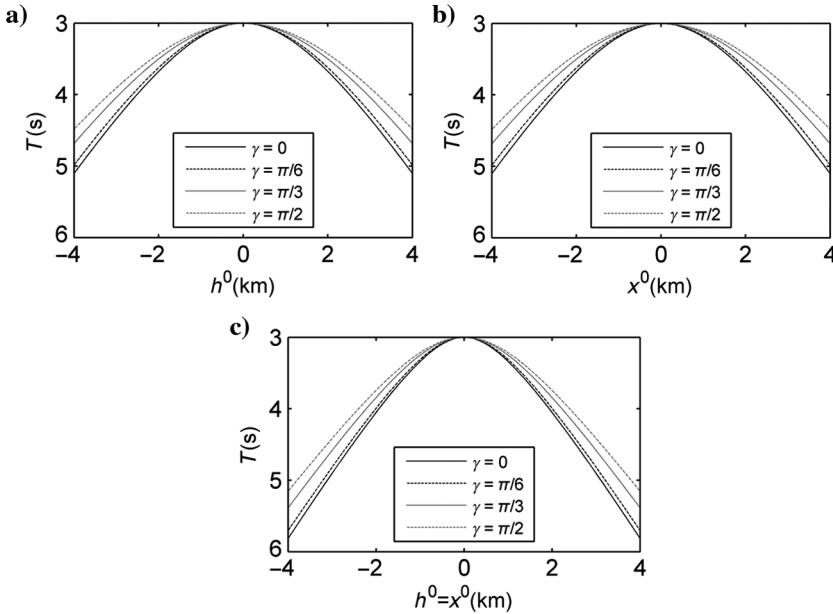 a)
3
4
5
6
T(s)
γ = 0
γ = π/6
γ = π/3
γ = π/2
−4 −2 0 2 4
h⁰(km)
b)
3
4
5
6
T(s)
γ = 0
γ = π/6
γ = π/3
γ = π/2
−4 −2 0 2 4
x⁰(km)
c)
3
4
5
6
T(s)
γ = 0
γ = π/6
γ = π/3
γ = π/2
−4 −2 0 2 4
h⁰=x⁰(km)